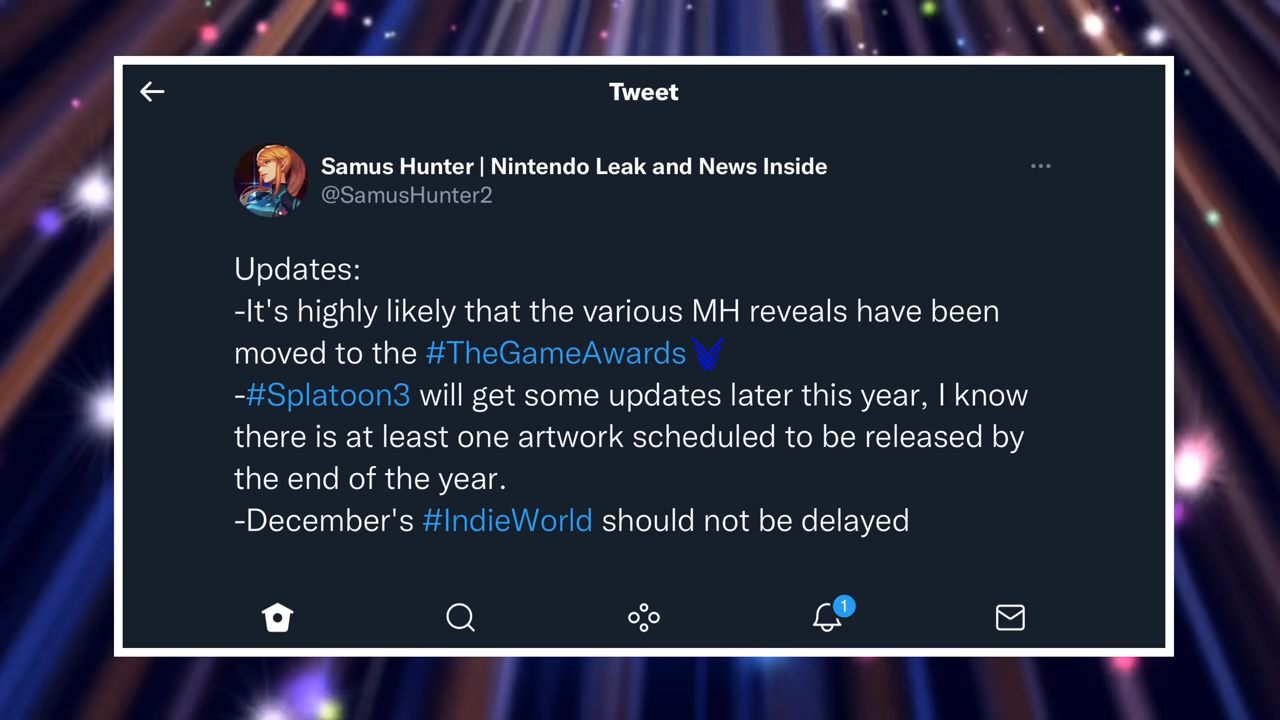 Tweet
Samus Hunter | Nintendo Leak and News Inside
@SamusHunter2
Updates:
-It's highly likely that the various MH reveals have been
moved to the #TheGameAwards
-#Splatoon3 will get some updates later this year, I know
there is at least one artwork scheduled to be released by
the end of the year.
-December's #IndieWorld should not be delayed
1